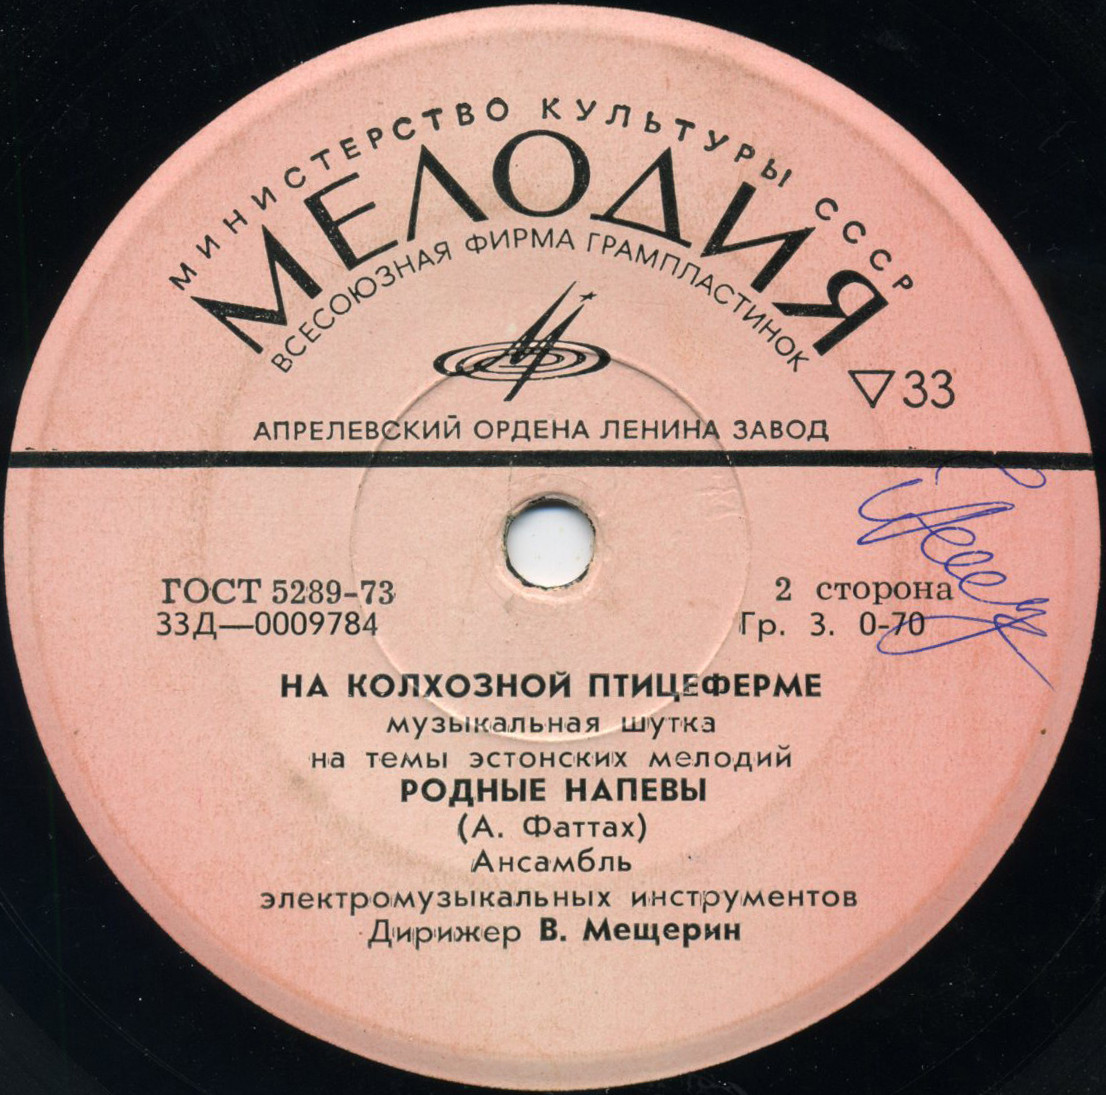 МИНИСТЕРСТВО КУЛЬТУРЫ СССР
МЕЛОДИЯ
ВСЕСОЮЗНАЯ ФИРМА ГРАМПЛАСТИНОК
33
АПРЕЛЕВСКИЙ ОРДЕНА ЛЕНИНА ЗАВОД
ГОСТ 5289-73
2 сторона
33Д—0009784
Гр. 3. 0-70
НА КОЛХОЗНОЙ ПТИЦЕФЕРМЕ
музыкальная шутка
на темы эстонских мелодий
РОДНЫЕ НАПЕВЫ
(А. Фаттах)
Ансамбль
электромузыкальных инструментов
Дирижер В. Мещерин